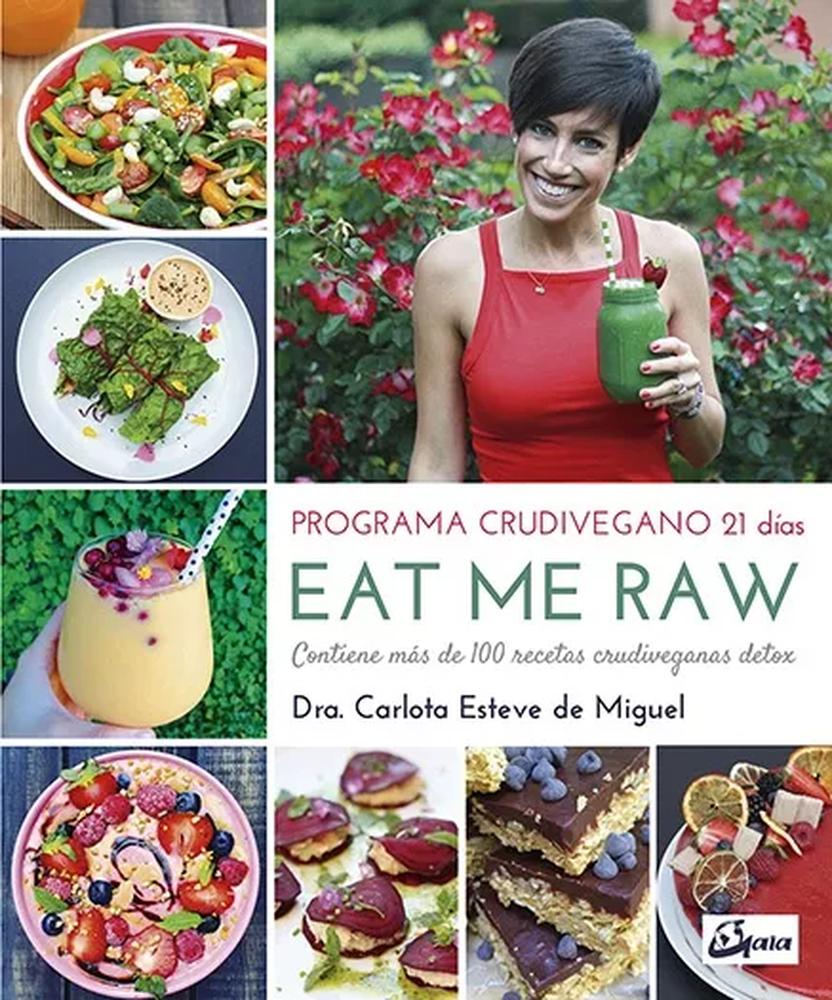 PROGRAMA CRUDIVEGANO 21 días
EAT ME RAW
Contiene más de 100 recetas crudiveganas detox
Dra. Carlota Esteve de Miguel
Gaia